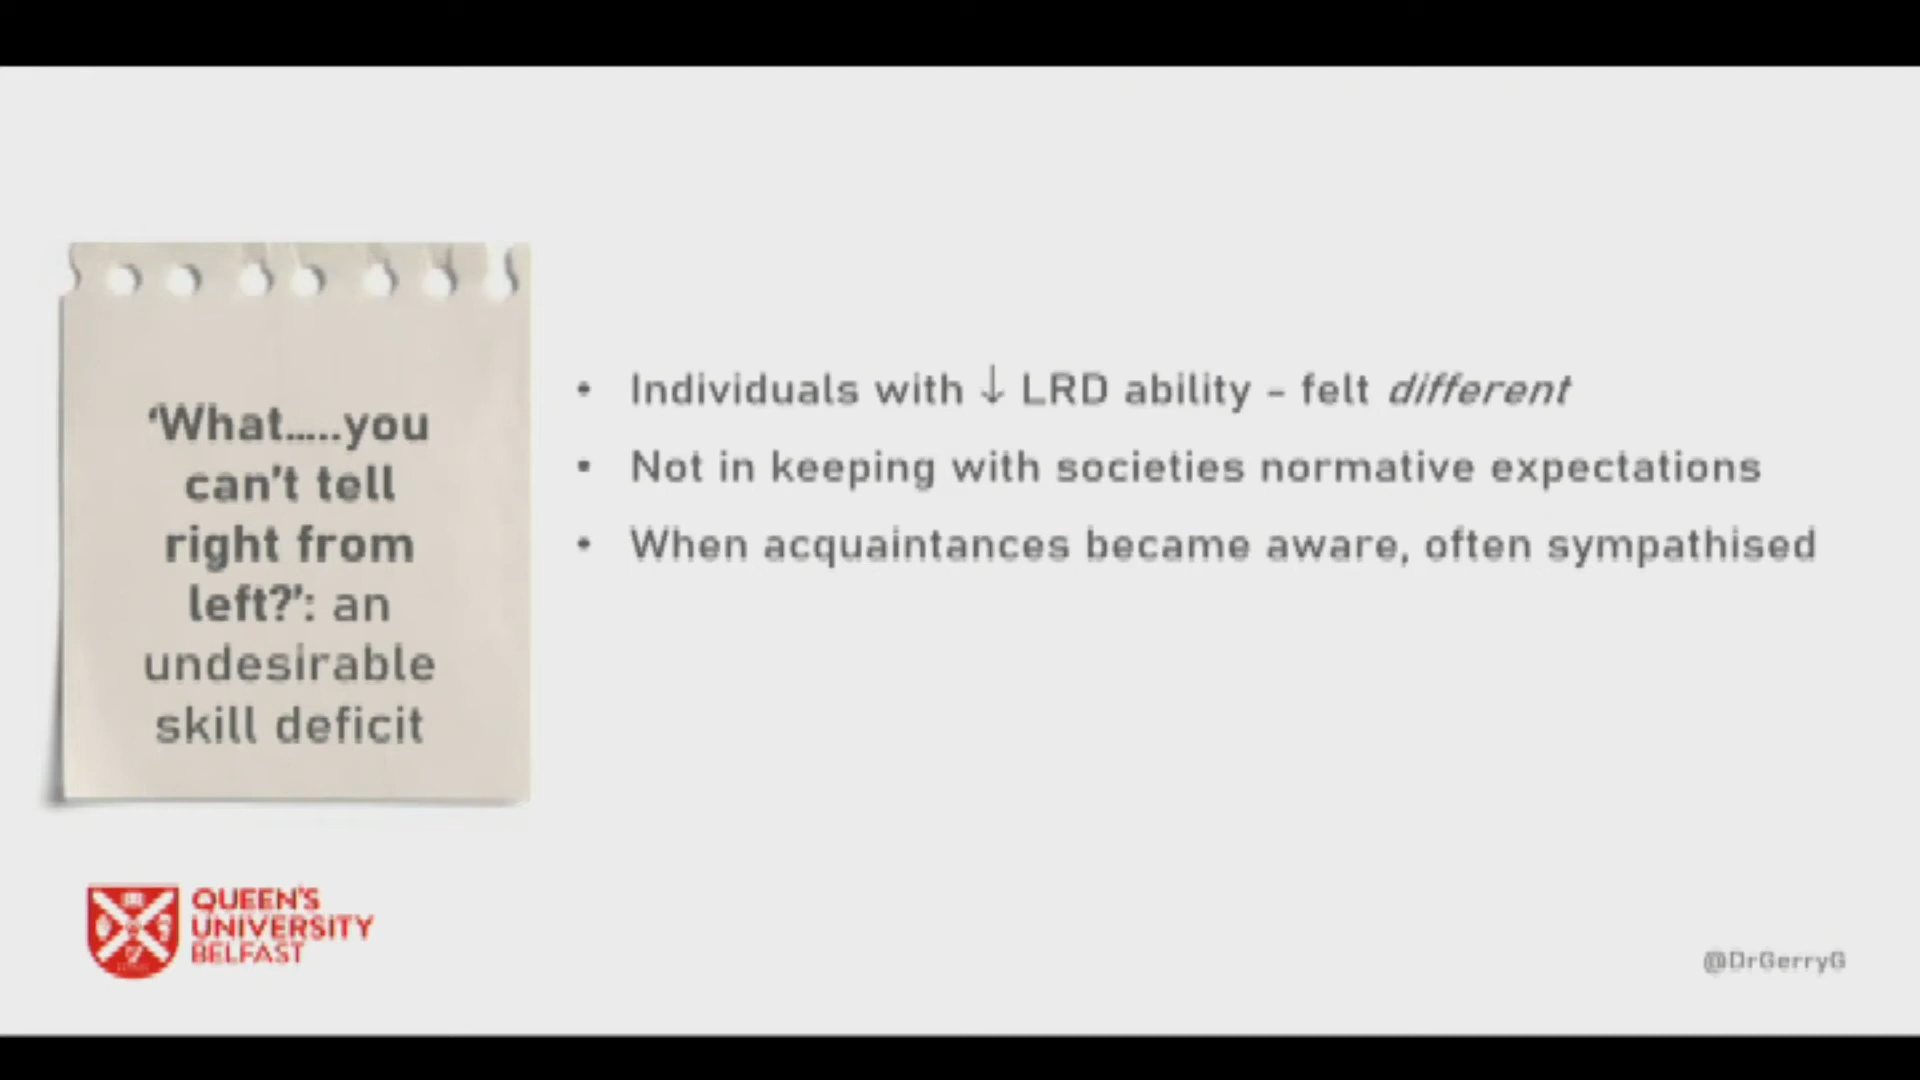 ‘What.....you
can’t tell
right from
left?’: an
undesirable
skill deficit
• Individuals with ↓ LRD ability – felt different
• Not in keeping with societies normative expectations
• When acquaintances became aware, often sympathised
QUEEN'S
UNIVERSITY
BELFAST
@DrGerryG